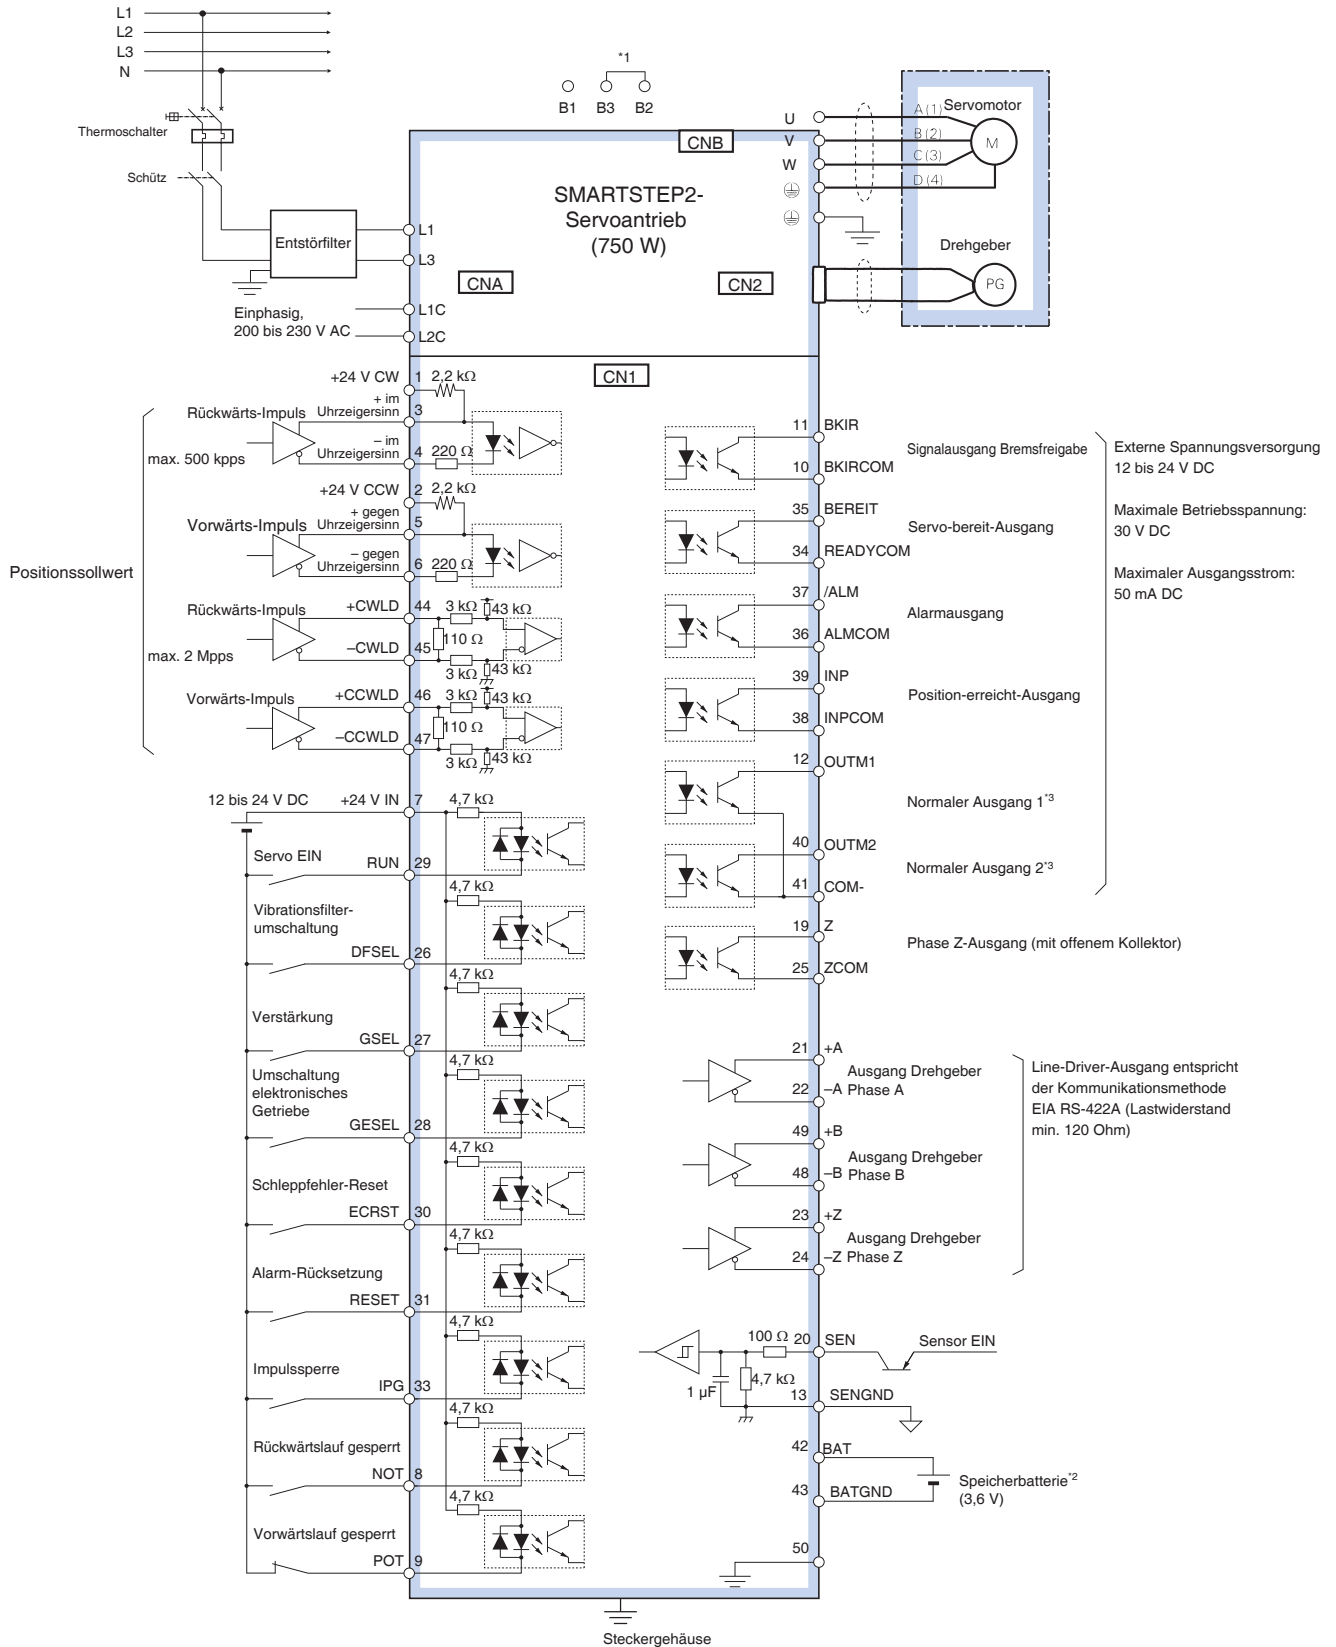 L1
L2
L3
N
Thermoschalter
Schütz
Entstörfilter
L1
L3
Einphasig,
200 bis 230 V AC
L1C
L2C
*1
B1
B3
B2
CNB
SMARTSTEP2-
Servoantrieb
(750 W)
CNA
CN2
CN1
U
V
W
A (1)
B (2)
C (3)
D (4)
Servomotor
M
Drehgeber
PG
Positionssollwert
+24 V CW
1
2,2 kΩ
Rückwärts-Impuls
+ im
Uhrzeigersinn
3
max. 500 kpps
– im
Uhrzeigersinn
4
220 Ω
+24 V CCW
2
2,2 kΩ
Vorwärts-Impuls
+ gegen
Uhrzeigersinn
5
– gegen
Uhrzeigersinn
6
220 Ω
Rückwärts-Impuls
+CWLD
44
3 kΩ
43 kΩ
110 Ω
max. 2 Mpps
–CWLD
45
3 kΩ
43 kΩ
Vorwärts-Impuls
+CCWLD
46
3 kΩ
43 kΩ
110 Ω
–CCWLD
47
3 kΩ
43 kΩ
12 bis 24 V DC
+24 V IN
7
4,7 kΩ
Servo EIN
RUN
29
4,7 kΩ
Vibrationsfilter-
umschaltung
DFSEL
26
4,7 kΩ
Verstärkung
GSEL
27
4,7 kΩ
Umschaltung
elektronisches
Getriebe
GESEL
28
4,7 kΩ
Schleppfehler-Reset
ECRST
30
4,7 kΩ
Alarm-Rücksetzung
RESET
31
4,7 kΩ
Impulssperre
IPG
33
4,7 kΩ
Rückwärtslauf gesperrt
NOT
8
4,7 kΩ
Vorwärtslauf gesperrt
POT
9
11
BKIR
Signalausgang Bremsfreigabe
10
BKIRCOM
35
BEREIT
Servo-bereit-Ausgang
34
READYCOM
37
/ALM
Alarmausgang
36
ALMCOM
39
INP
Position-erreicht-Ausgang
38
INPCOM
12
OUTM1
Normaler Ausgang 1*3
40
OUTM2
Normaler Ausgang 2*3
41
COM-
Externe Spannungsversorgung
12 bis 24 V DC
Maximale Betriebsspannung:
30 V DC
Maximaler Ausgangsstrom:
50 mA DC
19
Z
Phase Z-Ausgang (mit offenem Kollektor)
25
ZCOM
21
+A
Ausgang Drehgeber
Phase A
22
–A
49
+B
Ausgang Drehgeber
Phase B
48
–B
23
+Z
Ausgang Drehgeber
Phase Z
24
–Z
Line-Driver-Ausgang entspricht
der Kommunikationsmethode
EIA RS-422A (Lastwiderstand
min. 120 Ohm)
100 Ω
20
SEN
Sensor EIN
4,7 kΩ
1 µF
13
SENGND
42
BAT
Speicherbatterie*2
(3,6 V)
43
BATGND
50
Steckergehäuse